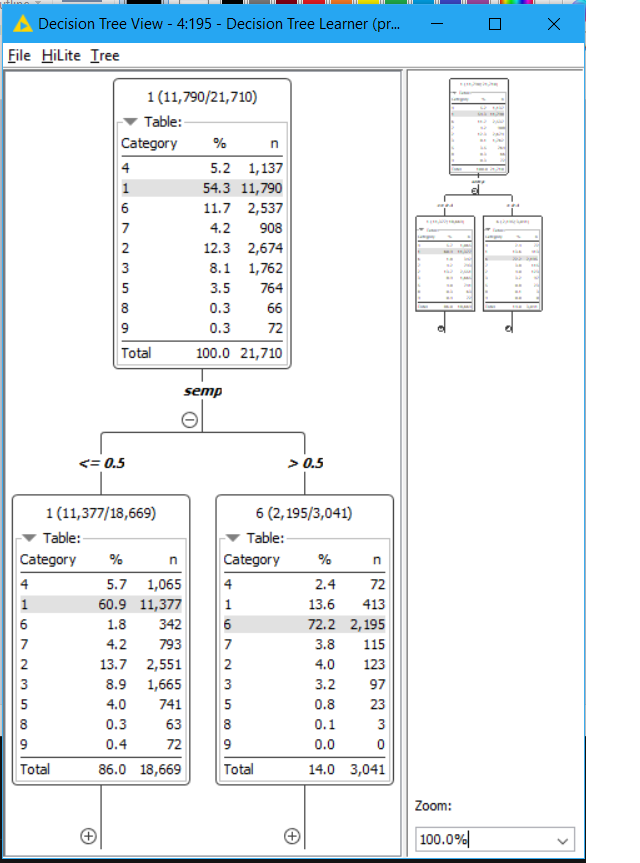 Decision Tree View - 4:195 - Decision Tree Learner (pr...
File HiLite Tree
1 (11,790/21,710)
Table:
Category % n
4 5.2 1,137
1 54.3 11,790
6 11.7 2,537
7 4.2 908
2 12.3 2,674
3 8.1 1,762
5 3.5 764
8 0.3 66
9 0.3 72
Total 100.0 21,710
semp
<= 0.5
> 0.5
1 (11,377/18,669)
Table:
Category % n
4 5.7 1,065
1 60.9 11,377
6 1.8 342
7 4.2 793
2 13.7 2,551
3 8.9 1,665
5 4.0 741
8 0.3 63
9 0.4 72
Total 86.0 18,669
6 (2,195/3,041)
Table:
Category % n
4 2.4 72
1 13.6 413
6 72.2 2,195
7 3.8 115
2 4.0 123
3 3.2 97
5 0.8 23
8 0.1 3
9 0.0 0
Total 14.0 3,041
Zoom:
100.0%